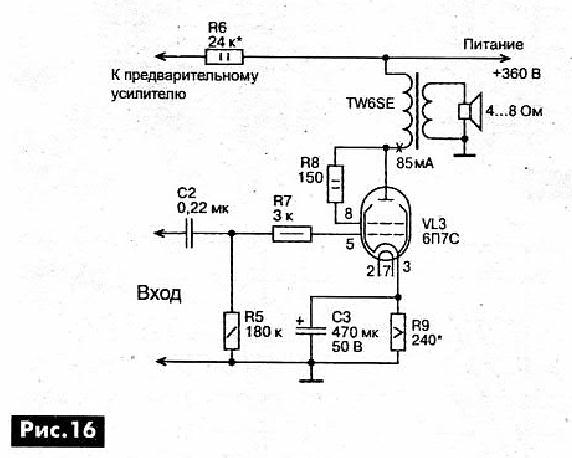 R6
24 к*
Питание
К предварительному
усилителю
+360 В
TW6SE
4...8 Ом
85мА
R8
150
C2
0,22 мк
R7
3 к
8
5
VL3
6П7С
2 7 3
Вход
R5
180 к
+
C3
470 мк
50 В
R9
240*
Рис.16